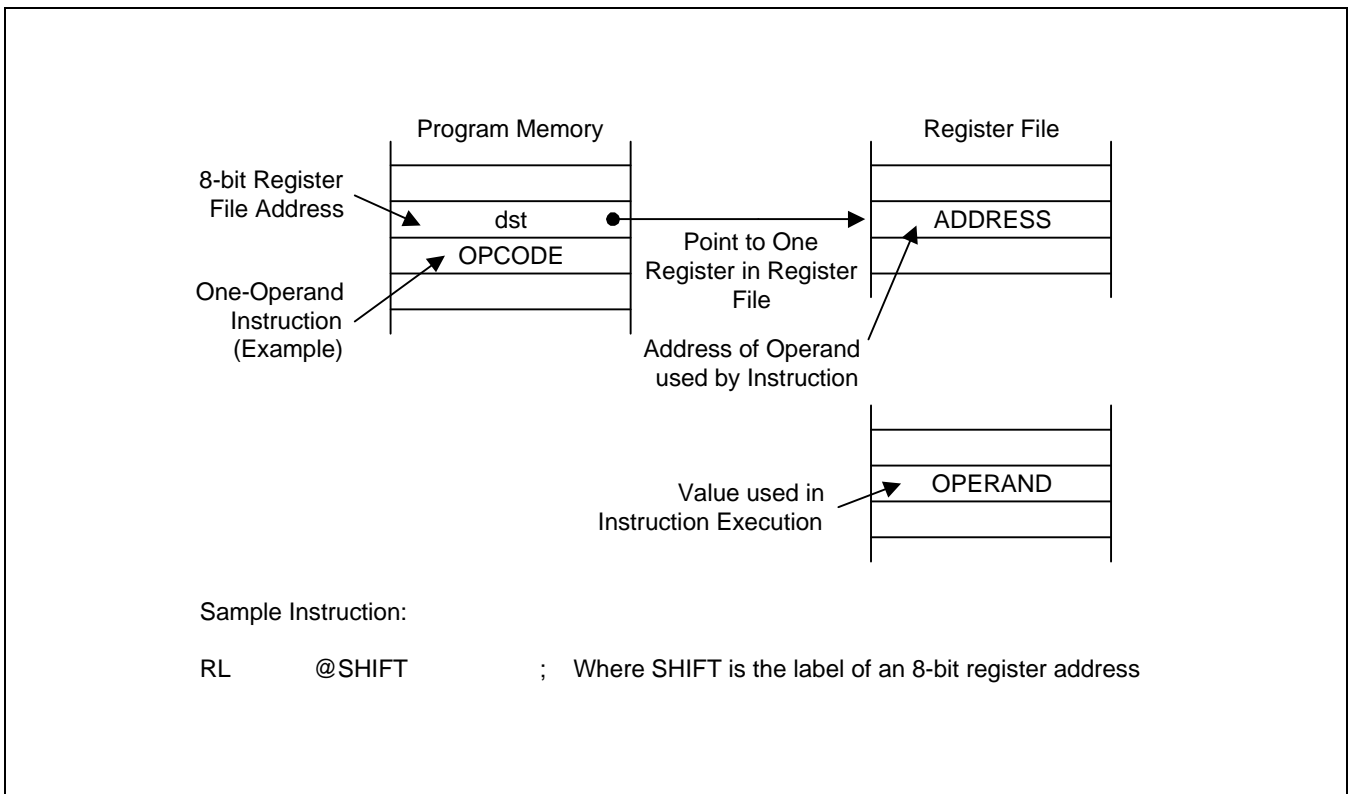 Program Memory
Register File
8-bit Register
File Address
dst
ADDRESS
OPCODE
Point to One
Register in Register
File
One-Operand
Instruction
(Example)
Address of Operand
used by Instruction
OPERAND
Value used in
Instruction Execution
Sample Instruction:
RL @SHIFT ; Where SHIFT is the label of an 8-bit register address